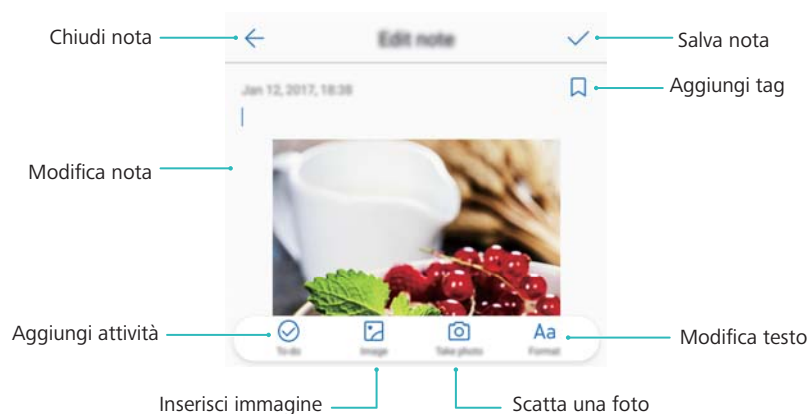 Chiudi nota
Edit note
Salva nota
Jan 12, 2017, 18:38
Aggiungi tag
Modifica nota
Aggiungi attività
To-do
Image
Take photo
Aa
Format
Modifica testo
Inserisci immagine
Scatta una foto